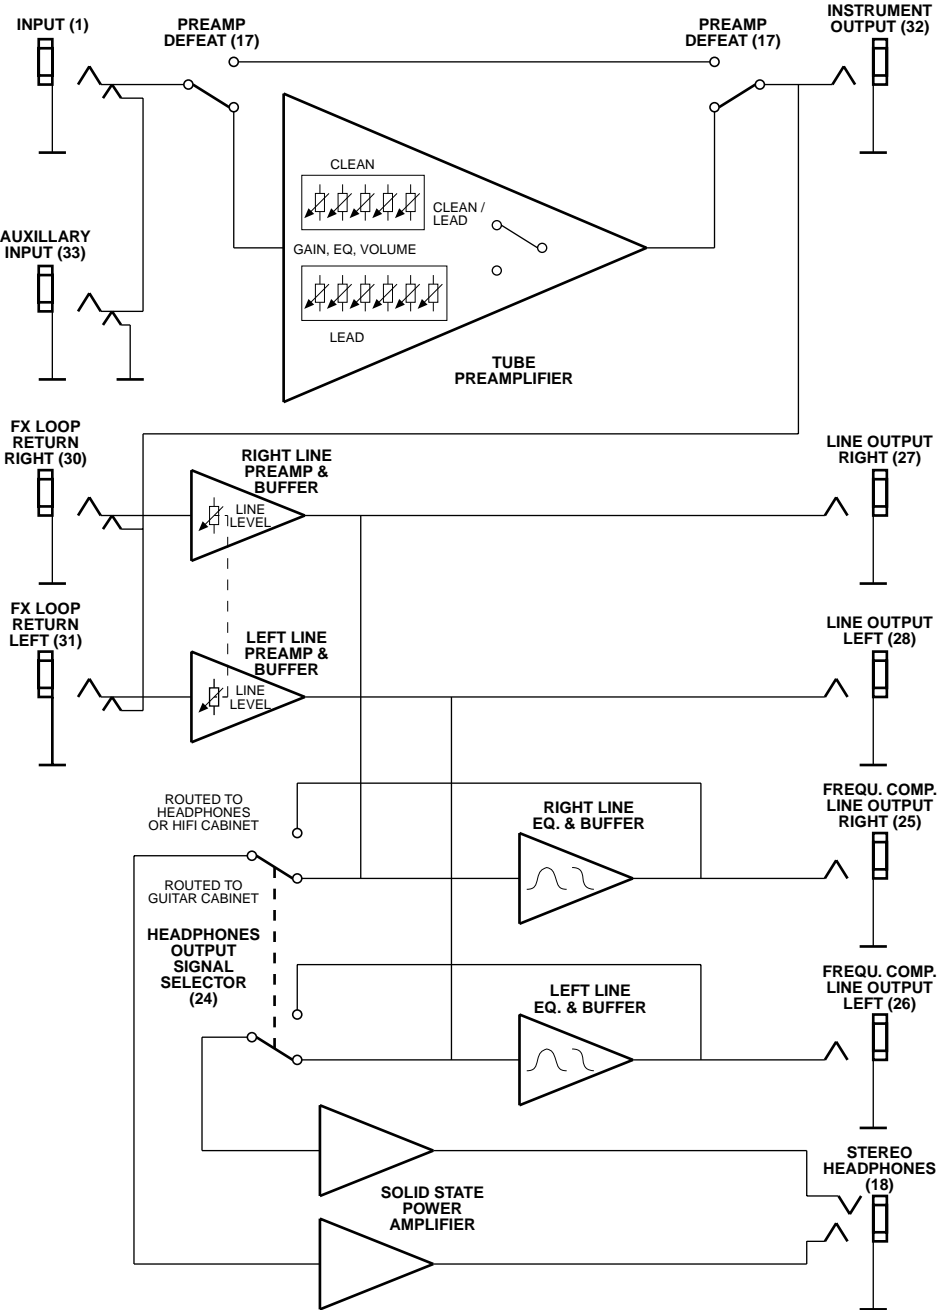 INPUT (1)
PREAMP
DEFEAT (17)
PREAMP
DEFEAT (17)
INSTRUMENT
OUTPUT (32)
CLEAN
CLEAN /
LEAD
AUXILLARY
INPUT (33)
GAIN, EQ, VOLUME
LEAD
TUBE
PREAMPLIFIER
FX LOOP
RETURN
RIGHT (30)
RIGHT LINE
PREAMP &
BUFFER
LINE
LEVEL
LINE OUTPUT
RIGHT (27)
FX LOOP
RETURN
LEFT (31)
LEFT LINE
PREAMP &
BUFFER
LINE
LEVEL
LINE OUTPUT
LEFT (28)
ROUTED TO
HEADPHONES
OR HIFI CABINET
RIGHT LINE
EQ. & BUFFER
FREQU. COMP.
LINE OUTPUT
RIGHT (25)
ROUTED TO
GUITAR CABINET
HEADPHONES
OUTPUT
SIGNAL
SELECTOR
(24)
LEFT LINE
EQ. & BUFFER
FREQU. COMP.
LINE OUTPUT
LEFT (26)
SOLID STATE
POWER
AMPLIFIER
STEREO
HEADPHONES
(18)